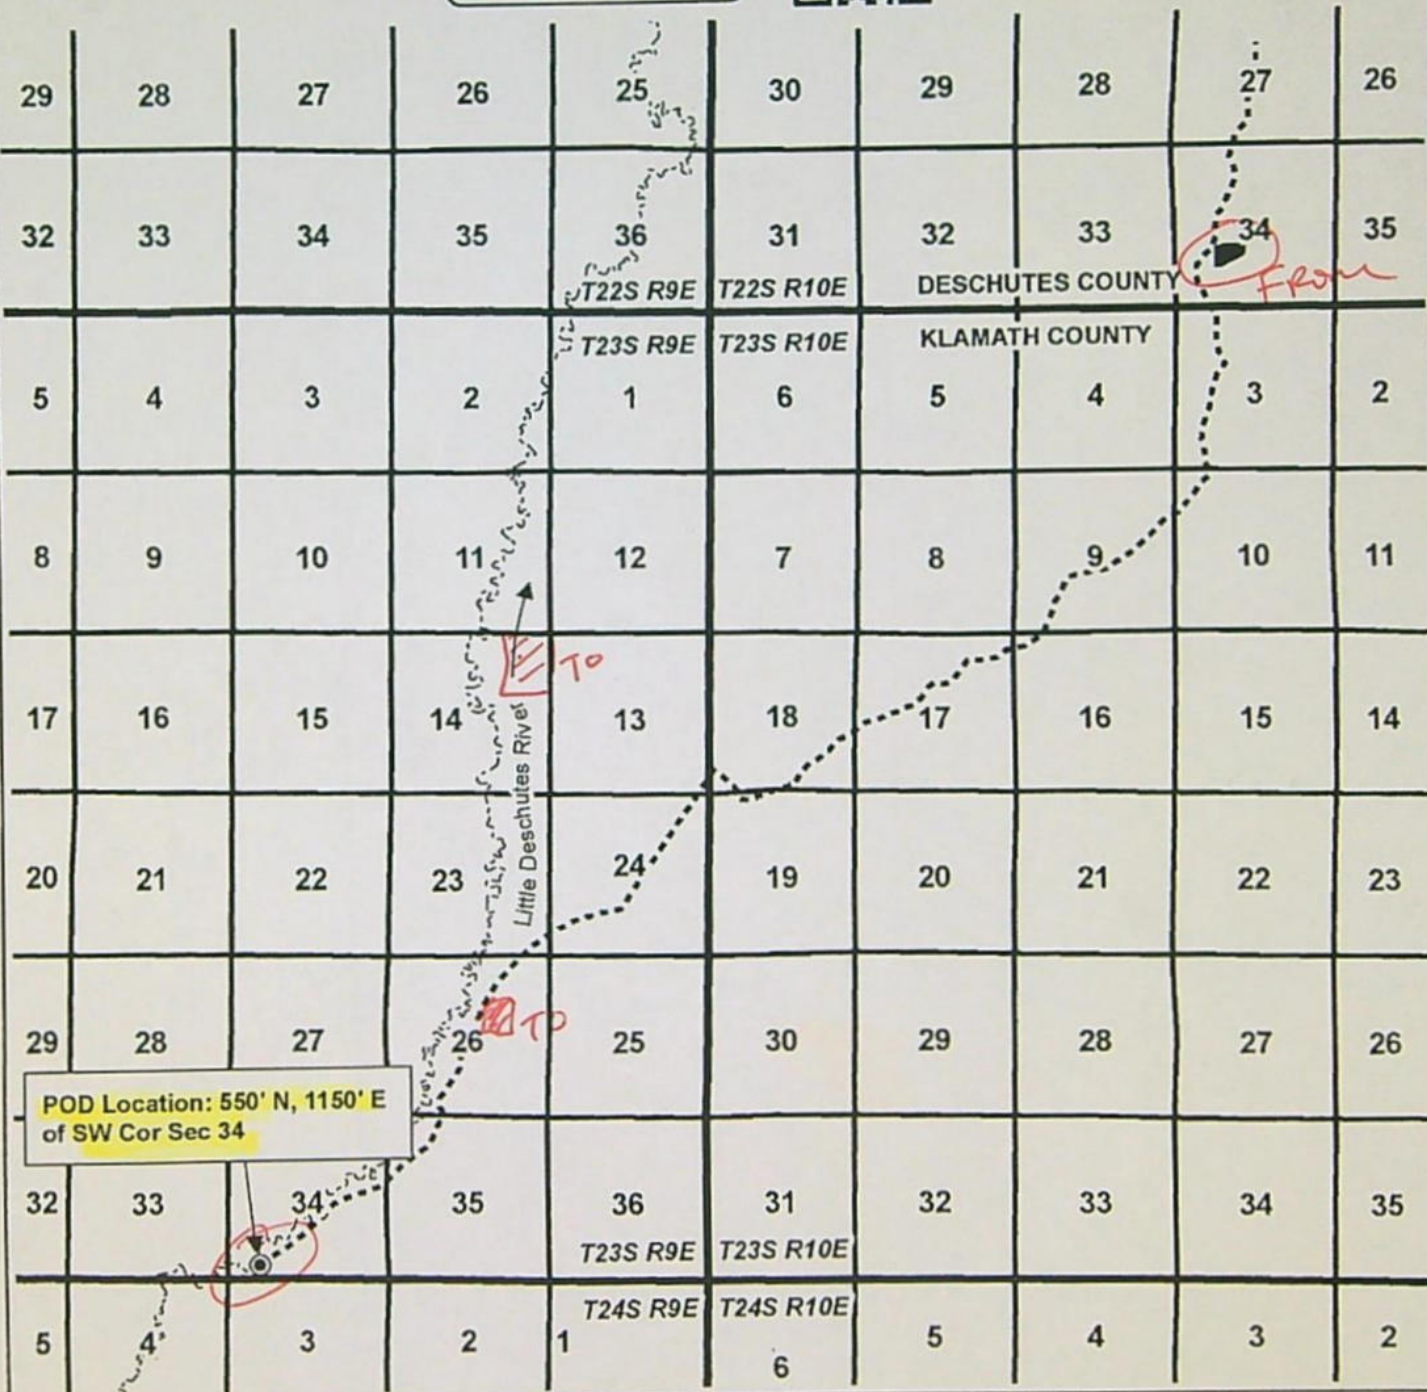 29 28 27 26 25 30 29 28 27 26
32 33 34 35 36 31 32 33 34 35
FROM
T22S R9E T22S R10E DESCHUTES COUNTY
T23S R9E T23S R10E KLAMATH COUNTY
5 4 3 2 1 6 5 4 3 2
8 9 10 11 12 7 8 9 10 11
TO
17 16 15 14 13 18 17 16 15 14
Little Deschutes River
20 21 22 23 24 19 20 21 22 23
TO
29 28 27 26 25 30 29 28 27 26
POD Location: 550' N, 1150' E
of SW Cor Sec 34
32 33 34 35 36 31 32 33 34 35
T23S R9E T23S R10E
T24S R9E T24S R10E
5 4 3 2 1 6 5 4 3 2